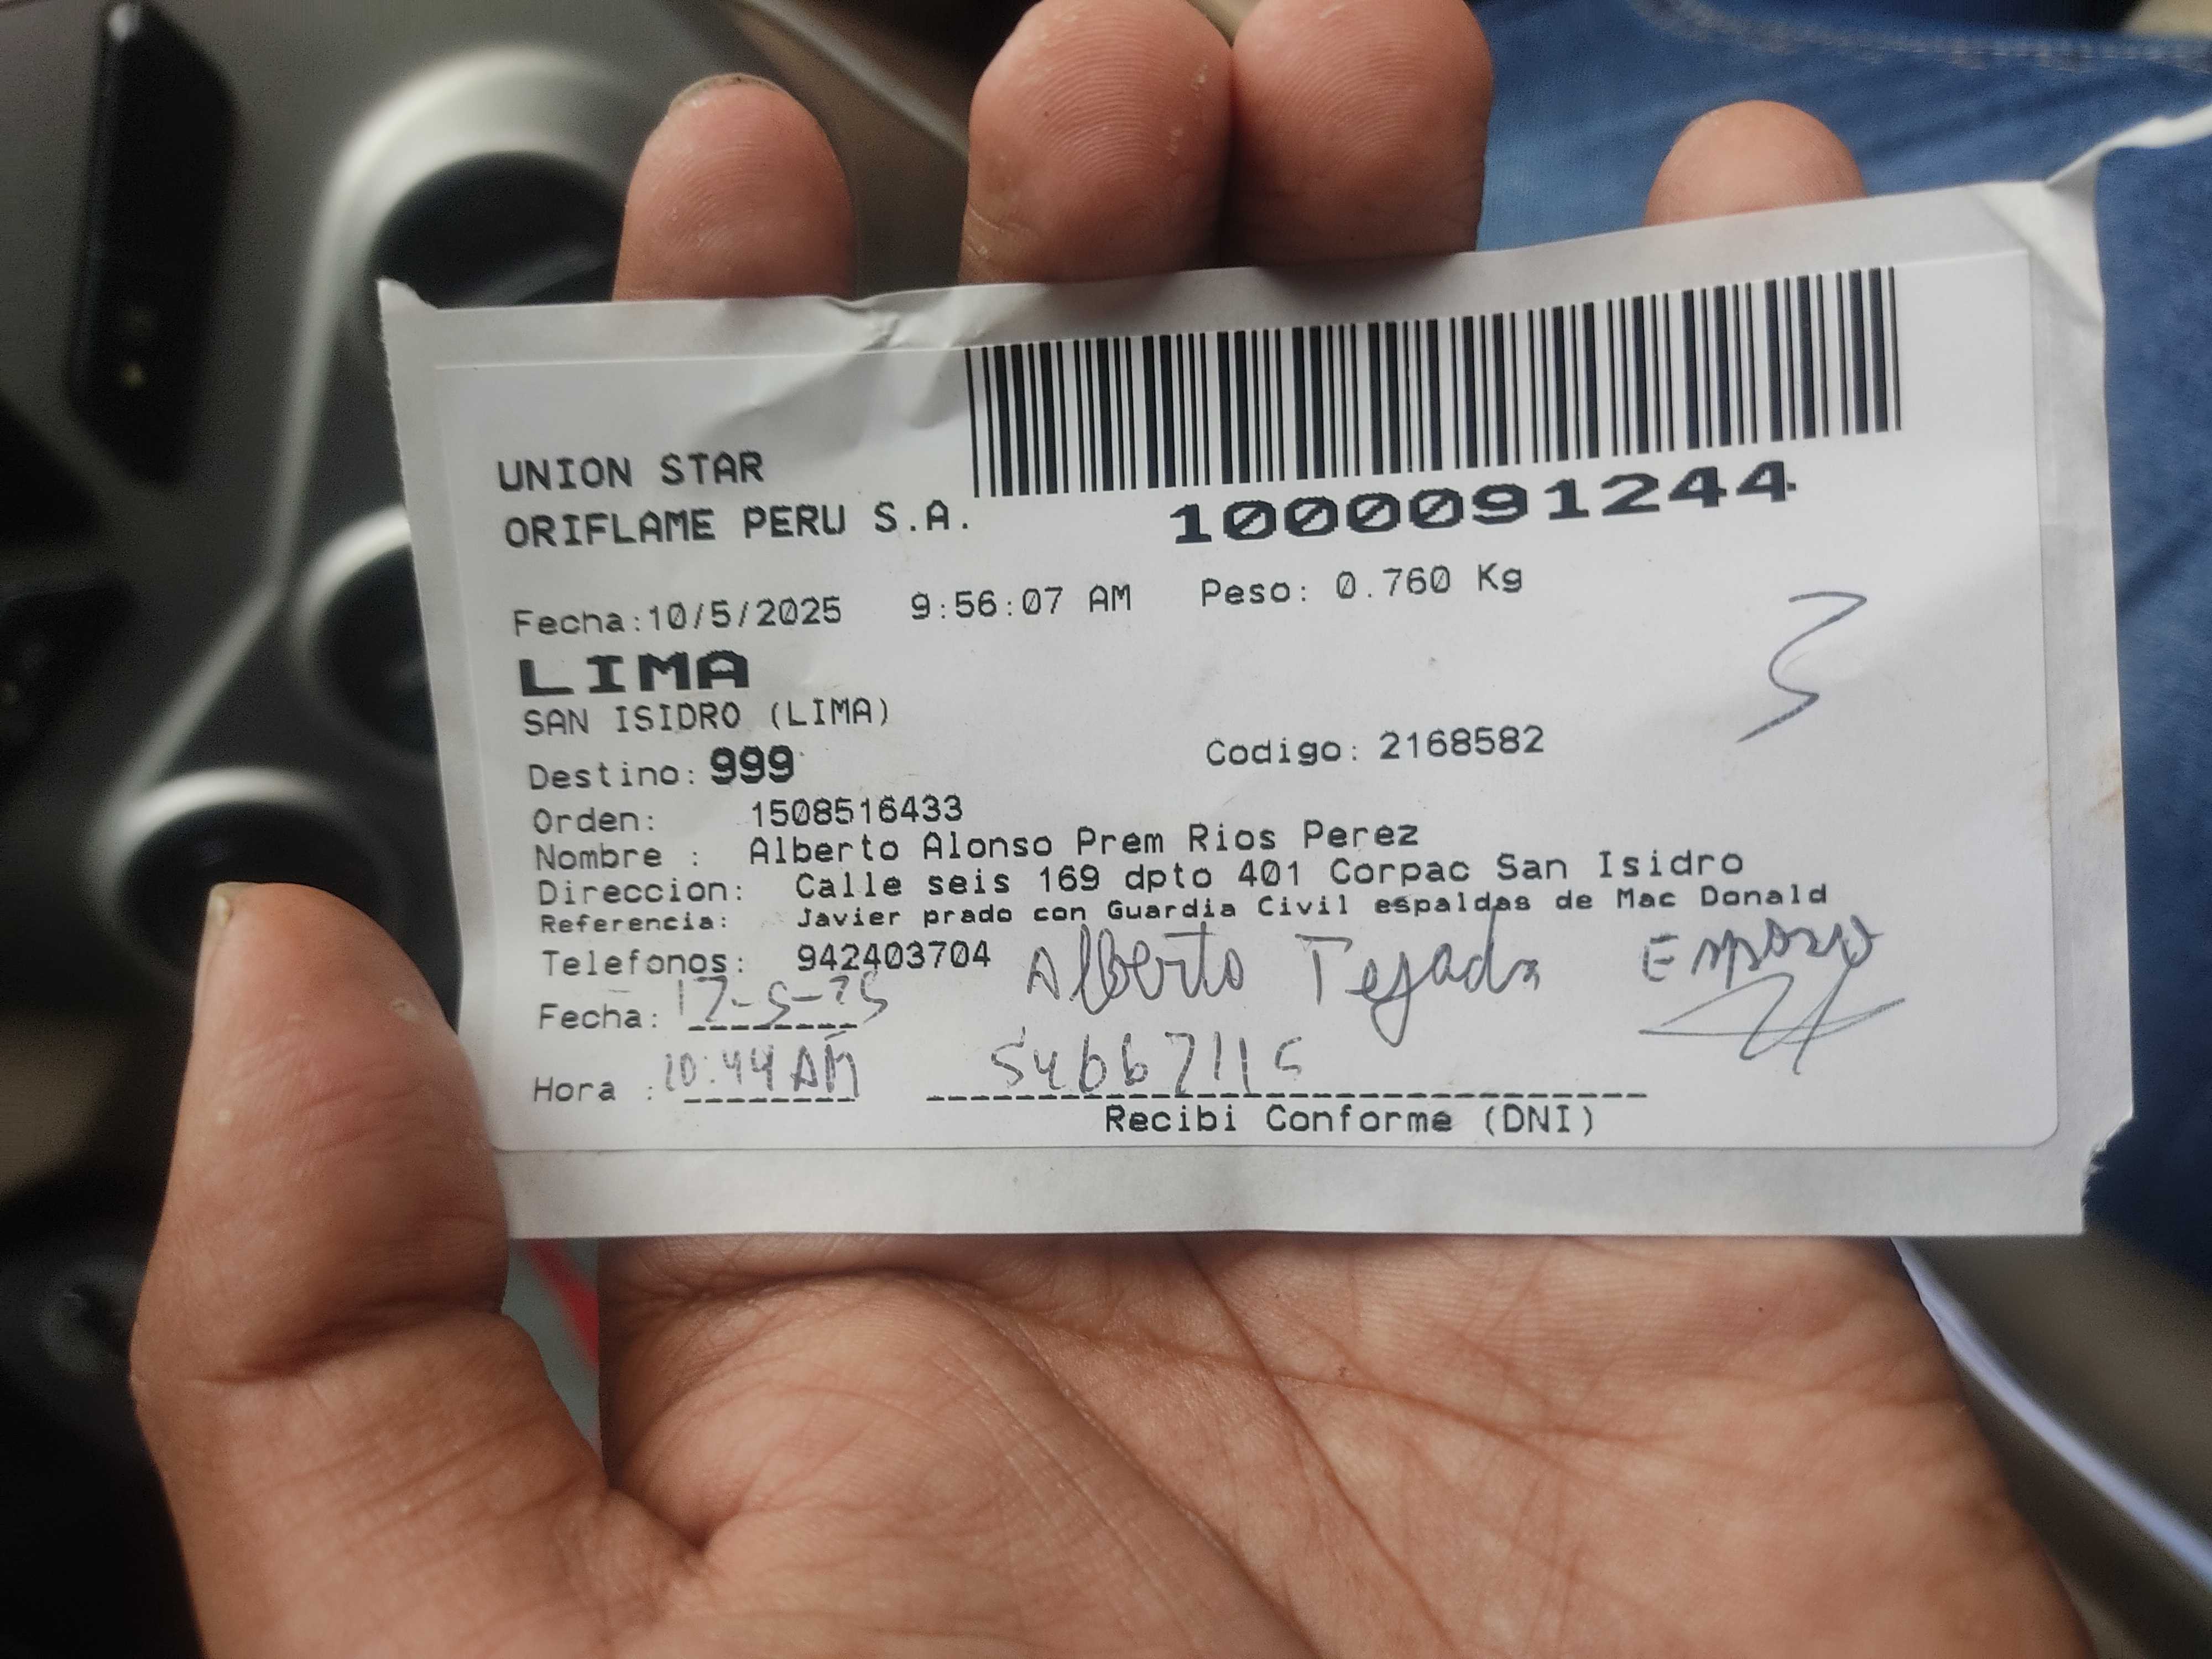 UNION STAR
ORIFLAME PERU S.A.
1000091244
Fecha:10/5/2025 9:56:07 AM Peso: 0.760 Kg
LIMA
3
SAN ISIDRO (LIMA)
Destino: 999 Codigo: 2168582
Orden: 1508516433
Nombre : Alberto Alonso Prem Rios Perez
Direccion: Calle seis 169 dpto 401 Corpac San Isidro
Referencia: Javier prado con Guardia Civil espaldas de Mac Donald
Telefonos: 942403704 Alberto Tejada Esposo
Fecha: 12-5-25
Hora : 10:44 AM 54667115
Recibi Conforme (DNI)